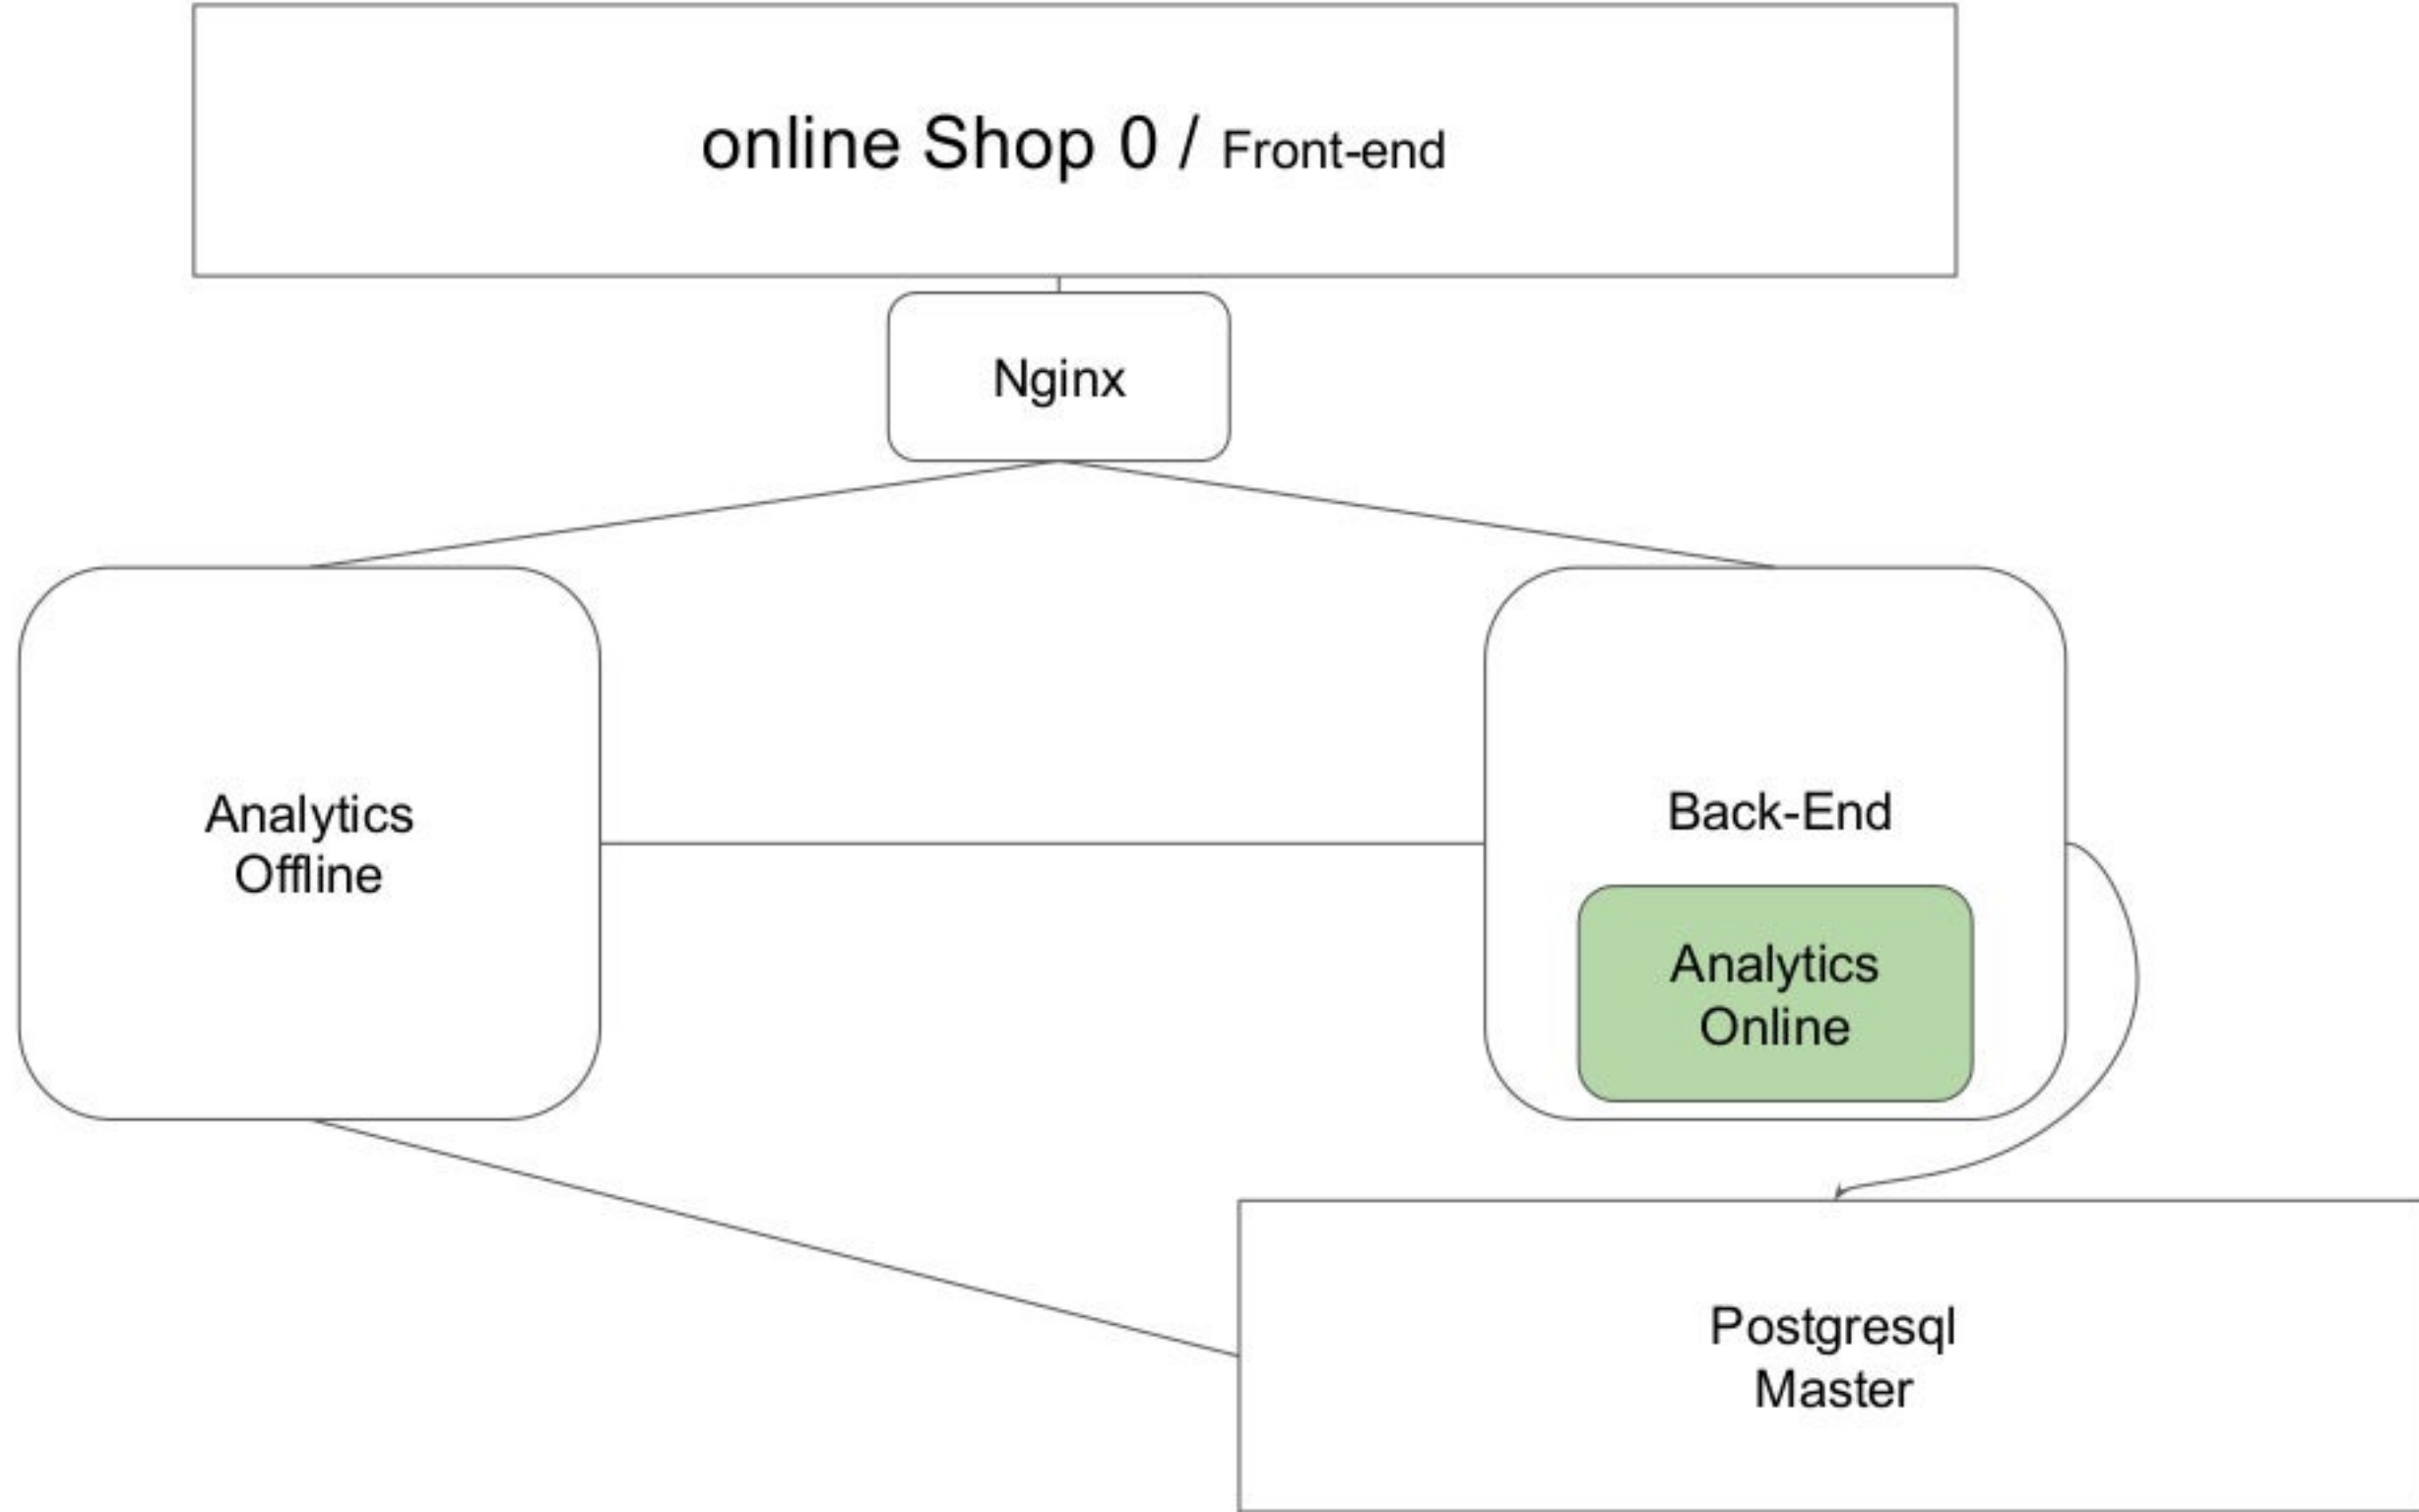 online Shop 0 / Front-end
Nginx
Analytics
Offline
Back-End
Analytics
Online
Postgresql
Master